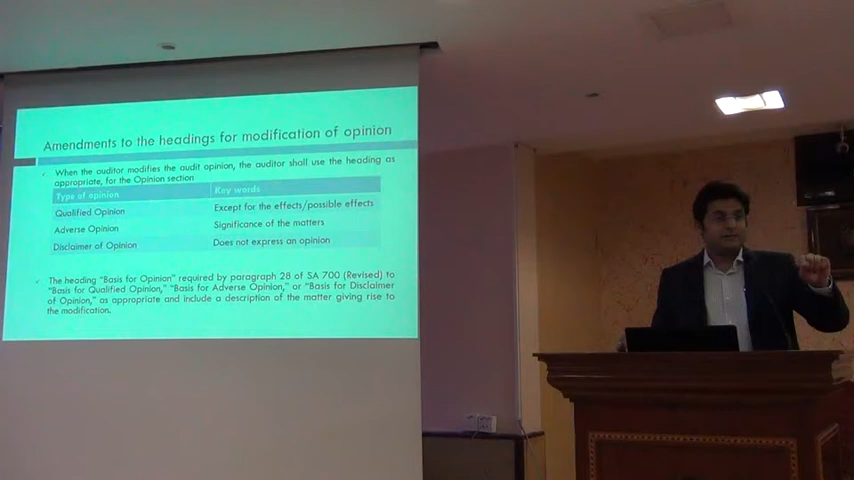 Amendments to the headings for modification of opinion
When the auditor modifies the audit opinion, the auditor shall use the heading as
appropriate, for the Opinion section
Type of opinion Key words
Qualified Opinion Except for the effects/possible effects
Adverse Opinion Significance of the matters
Disclaimer of Opinion Does not express an opinion
The heading "Basis for Opinion" required by paragraph 28 of SA 700 (Revised) to
"Basis for Qualified Opinion," "Basis for Adverse Opinion," or "Basis for Disclaimer
of Opinion," as appropriate and include a description of the matter giving rise to
the modification.